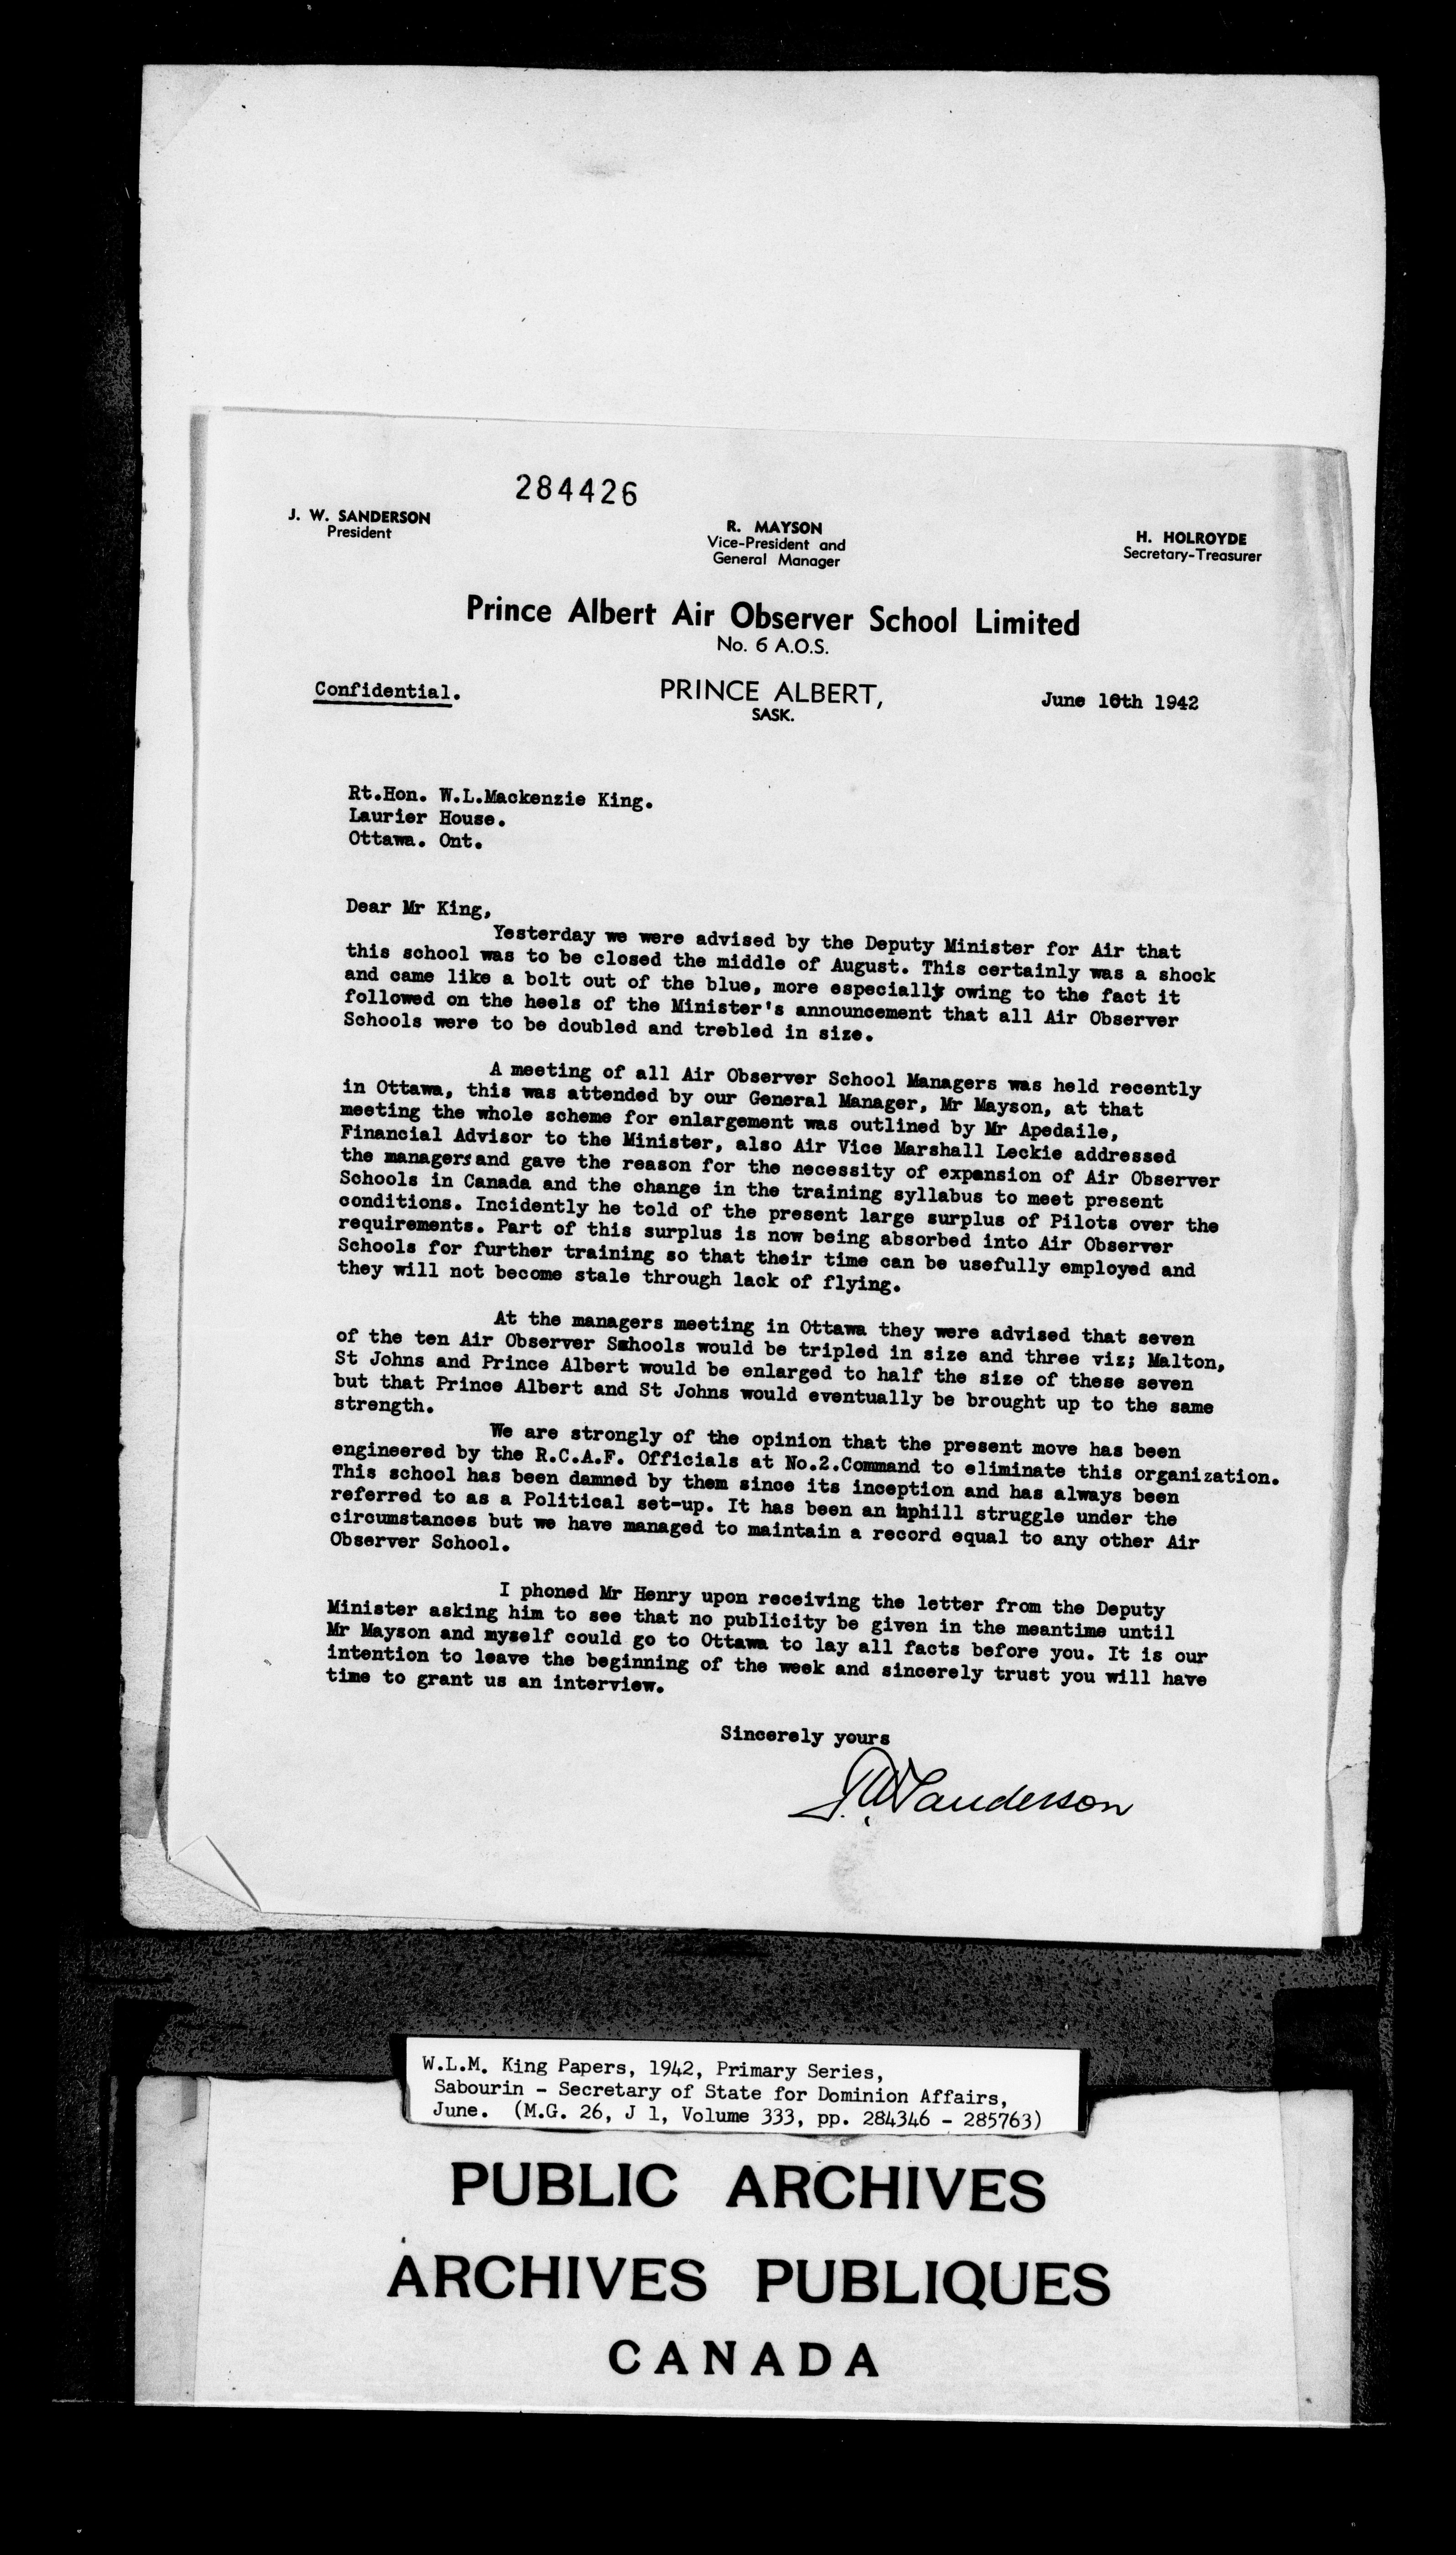 284426
J. W. SANDERSON
President
R. MAYSON
Vice-President and
General Manager
H. HOLROYDE
Secretary-Treasurer
Prince Albert Air Observer School Limited
No. 6 A.O.S.
Confidential.
PRINCE ALBERT,
SASK.
June 10th 1942
Rt.Hon. W.L.Mackenzie King.
Laurier House.
Ottawa. Ont.
Dear Mr King,
Yesterday we were advised by the Deputy Minister for Air that
this school was to be closed the middle of August. This certainly was a shock
and came like a bolt out of the blue, more especially owing to the fact it
followed on the heels of the Minister's announcement that all Air Observer
Schools were to be doubled and trebled in size.
A meeting of all Air Observer School Managers was held recently
in Ottawa, this was attended by our General Manager, Mr Mayson, at that
meeting the whole scheme for enlargement was outlined by Mr Apedaile,
Financial Advisor to the Minister, also Air Vice Marshall Leckie addressed
the managers and gave the reason for the necessity of expansion of Air Observer
Schools in Canada and the change in the training syllabus to meet present
conditions. Incidently he told of the present large surplus of Pilots over the
requirements. Part of this surplus is now being absorbed into Air Observer
Schools for further training so that their time can be usefully employed and
they will not become stale through lack of flying.
At the managers meeting in Ottawa they were advised that seven
of the ten Air Observer Schools would be tripled in size and three viz; Malton,
St Johns and Prince Albert would be enlarged to half the size of these seven
but that Prince Albert and St Johns would eventually be brought up to the same
strength.
We are strongly of the opinion that the present move has been
engineered by the R.C.A.F. Officials at No.2.Command to eliminate this organization.
This school has been damned by them since its inception and has always been
referred to as a Political set-up. It has been an uphill struggle under the
circumstances but we have managed to maintain a record equal to any other Air
Observer School.
I phoned Mr Henry upon receiving the letter from the Deputy
Minister asking him to see that no publicity be given in the meantime until
Mr Mayson and myself could go to Ottawa to lay all facts before you. It is our
intention to leave the beginning of the week and sincerely trust you will have
time to grant us an interview.
Sincerely yours
J.W. Sanderson
W.L.M. King Papers, 1942, Primary Series,
Sabourin - Secretary of State for Dominion Affairs,
June. (M.G. 26, J 1, Volume 333, pp. 284346 - 285763)
PUBLIC ARCHIVES
ARCHIVES PUBLIQUES
CANADA